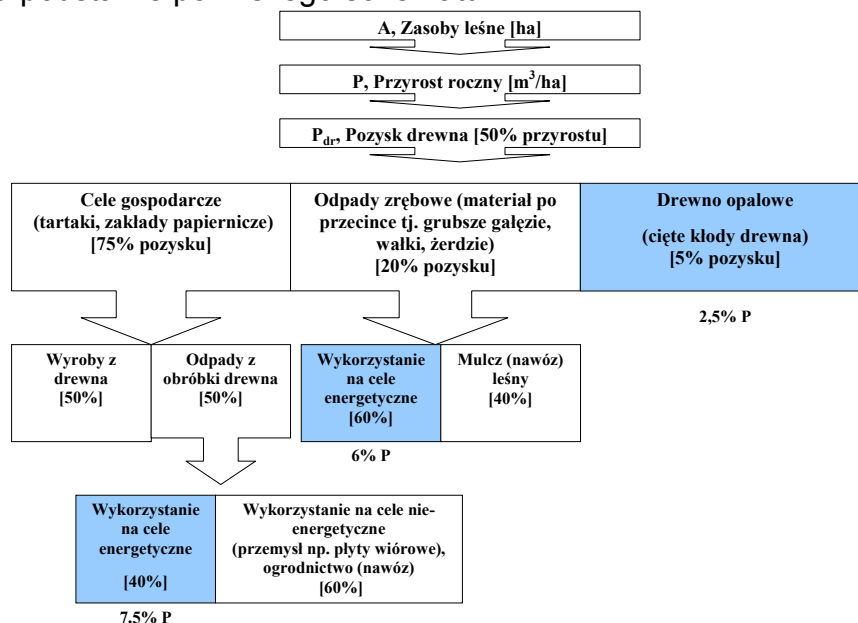 A, Zasoby leśne [ha]
P, Przyrost roczny [m³/ha]
Pdr, Pozysk drewna [50% przyrostu]
Cele gospodarcze
(tartaki, zakłady papiernicze)
[75% pozysku]
Odpady zrębowe (materiał po
przecince tj. grubsze gałęzie,
wałki, żerdzie)
[20% pozysku]
Drewno opałowe
(cięte kłody drewna)
[5% pozysku]
2,5% P
Wyroby z
drewna
[50%]
Odpady z
obróbki drewna
[50%]
Wykorzystanie
na cele
energetyczne
[60%]
Mulcz (nawóz)
leśny
[40%]
6% P
Wykorzystanie
na cele
energetyczne
[40%]
Wykorzystanie na cele nie-
energetyczne
(przemysł np. płyty wiórowe),
ogrodnictwo (nawóz)
[60%]
7,5% P